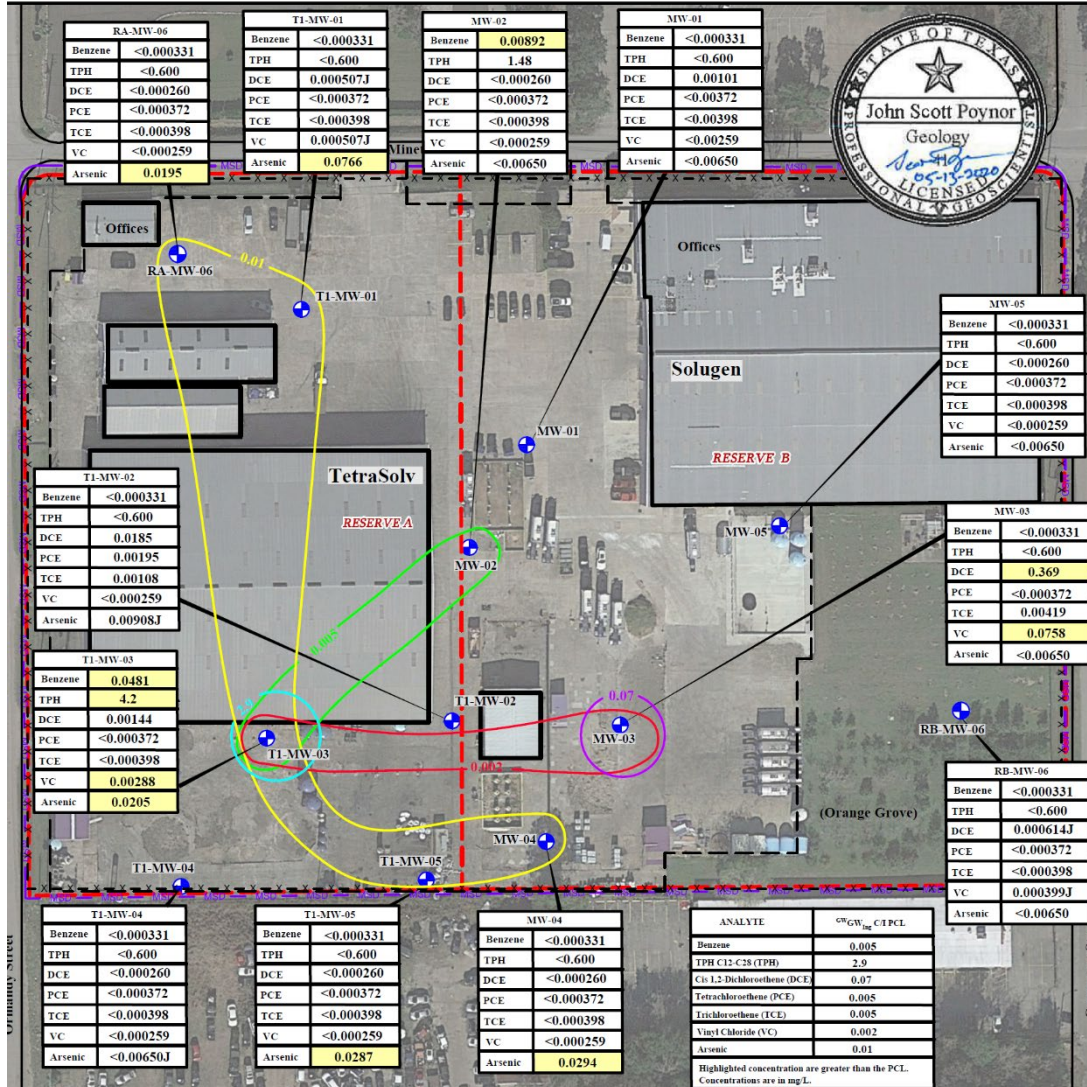 RA-MW-06
Benzene <0.000331
TPH <0.600
DCE <0.000260
PCE <0.000372
TCE <0.000398
VC <0.000259
Arsenic 0.0195
T1-MW-01
Benzene <0.000331
TPH <0.600
DCE 0.000507J
PCE <0.000372
TCE <0.000398
VC 0.000507J
Arsenic 0.0766
MW-02
Benzene 0.00892
TPH 1.48
DCE <0.000260
PCE <0.000372
TCE <0.000398
VC <0.000259
Arsenic <0.00650
MW-01
Benzene <0.000331
TPH <0.600
DCE 0.00101
PCE <0.00372
TCE <0.00398
VC <0.00259
Arsenic <0.00650
STATE OF TEXAS
John Scott Poynor
Geology
05-13-2020
LICENSED
PROFESSIONAL GEOSCIENTIST
MSD
Offices
RA-MW-06
0.01
T1-MW-01
Offices
Solugen
RESERVE B
MW-01
MW-05
Benzene <0.000331
TPH <0.600
DCE <0.000260
PCE <0.000372
TCE <0.000398
VC <0.000259
Arsenic <0.00650
TetraSolv
RESERVE A
MW-05
MW-02
0.005
T1-MW-02
Benzene <0.000331
TPH <0.600
DCE 0.0185
PCE 0.00195
TCE 0.00108
VC <0.000259
Arsenic 0.00908J
MW-03
Benzene <0.000331
TPH <0.600
DCE 0.369
PCE <0.000372
TCE 0.00419
VC 0.0758
Arsenic <0.00650
T1-MW-03
Benzene 0.0481
TPH 4.2
DCE 0.00144
PCE <0.000372
TCE <0.000398
VC 0.00288
Arsenic 0.0205
2.9
T1-MW-03
T1-MW-02
0.002
0.07
MW-03
RB-MW-06
RB-MW-06
Benzene <0.000331
TPH <0.600
DCE 0.000614J
PCE <0.000372
TCE <0.000398
VC 0.000399J
Arsenic <0.00650
(Orange Grove)
MW-04
T1-MW-04
T1-MW-05
MSD
T1-MW-04
Benzene <0.000331
TPH <0.600
DCE <0.000260
PCE <0.000372
TCE <0.000398
VC <0.000259
Arsenic <0.00650J
T1-MW-05
Benzene <0.000331
TPH <0.600
DCE <0.000260
PCE <0.000372
TCE <0.000398
VC <0.000259
Arsenic 0.0287
MW-04
Benzene <0.000331
TPH <0.600
DCE <0.000260
PCE <0.000372
TCE <0.000398
VC <0.000259
Arsenic 0.0294
ANALYTE GWGWIng C/I PCL
Benzene 0.005
TPH C12-C28 (TPH) 2.9
Cis 1,2-Dichloroethene (DCE) 0.07
Tetrachloroethene (PCE) 0.005
Trichloroethene (TCE) 0.005
Vinyl Chloride (VC) 0.002
Arsenic 0.01
Highlighted concentration are greater than the PCL.
Concentrations are in mg/L.
Street